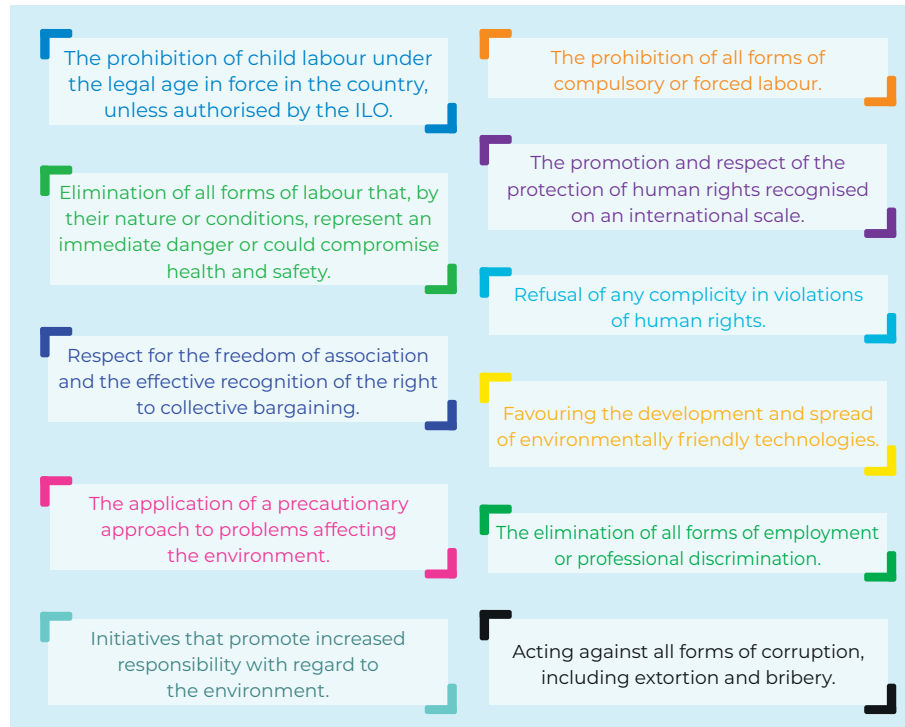 The prohibition of child labour under
the legal age in force in the country,
unless authorised by the ILO.
Elimination of all forms of labour that, by
their nature or conditions, represent an
immediate danger or could compromise
health and safety.
Respect for the freedom of association
and the effective recognition of the right
to collective bargaining.
The application of a precautionary
approach to problems affecting
the environment.
Initiatives that promote increased
responsibility with regard to
the environment.
The prohibition of all forms of
compulsory or forced labour.
The promotion and respect of the
protection of human rights recognised
on an international scale.
Refusal of any complicity in violations
of human rights.
Favouring the development and spread
of environmentally friendly technologies.
The elimination of all forms of employment
or professional discrimination.
Acting against all forms of corruption,
including extortion and bribery.